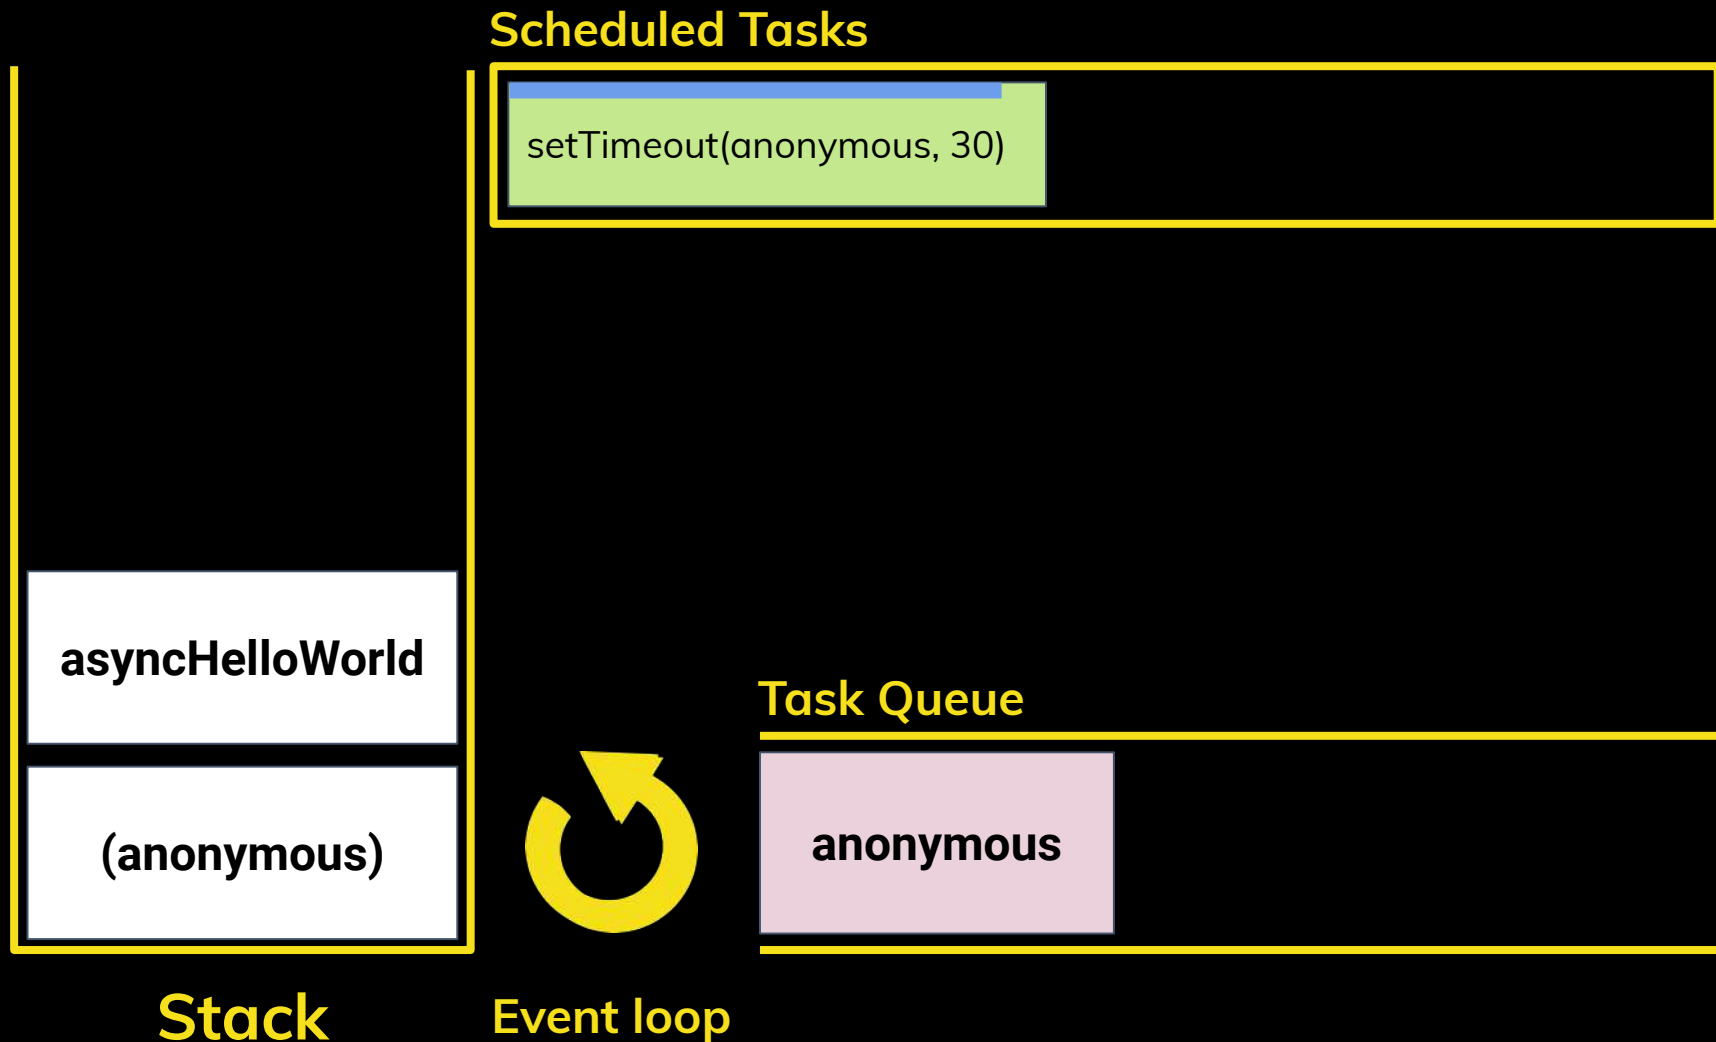 Scheduled Tasks
setTimeout(anonymous, 30)
asyncHelloWorld
(anonymous)
Stack
Event loop
Task Queue
anonymous